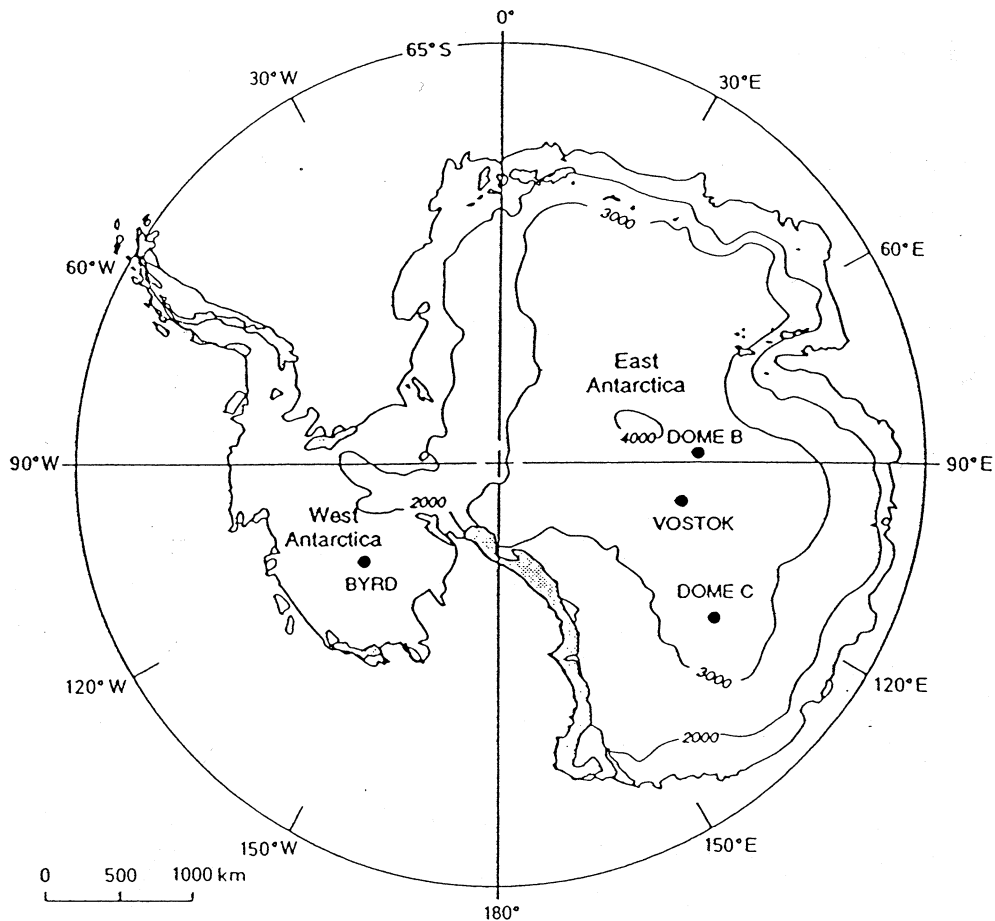 0°
65°S
30°W
30°E
60°W
60°E
3000
East
Antarctica
4000
DOME B
90°W
90°E
2000
VOSTOK
West
Antarctica
BYRD
DOME C
3000
120°W
120°E
2000
150°W
150°E
0 500 1000 km
180°